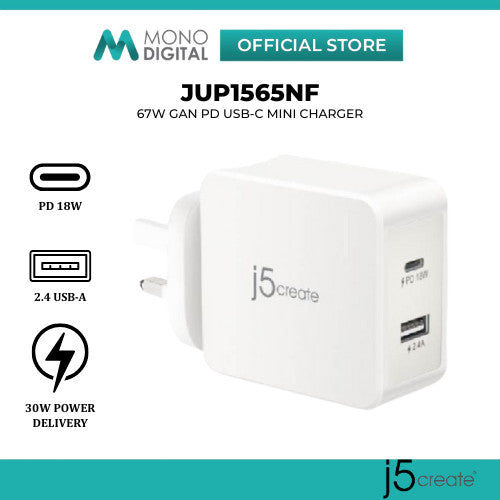 MONO
DIGITAL
OFFICIAL STORE
JUP1565NF
67W GAN PD USB-C MINI CHARGER
PD 18W
2.4 USB-A
30W POWER
DELIVERY
j5create
PD 18W
2.4A
j5create®